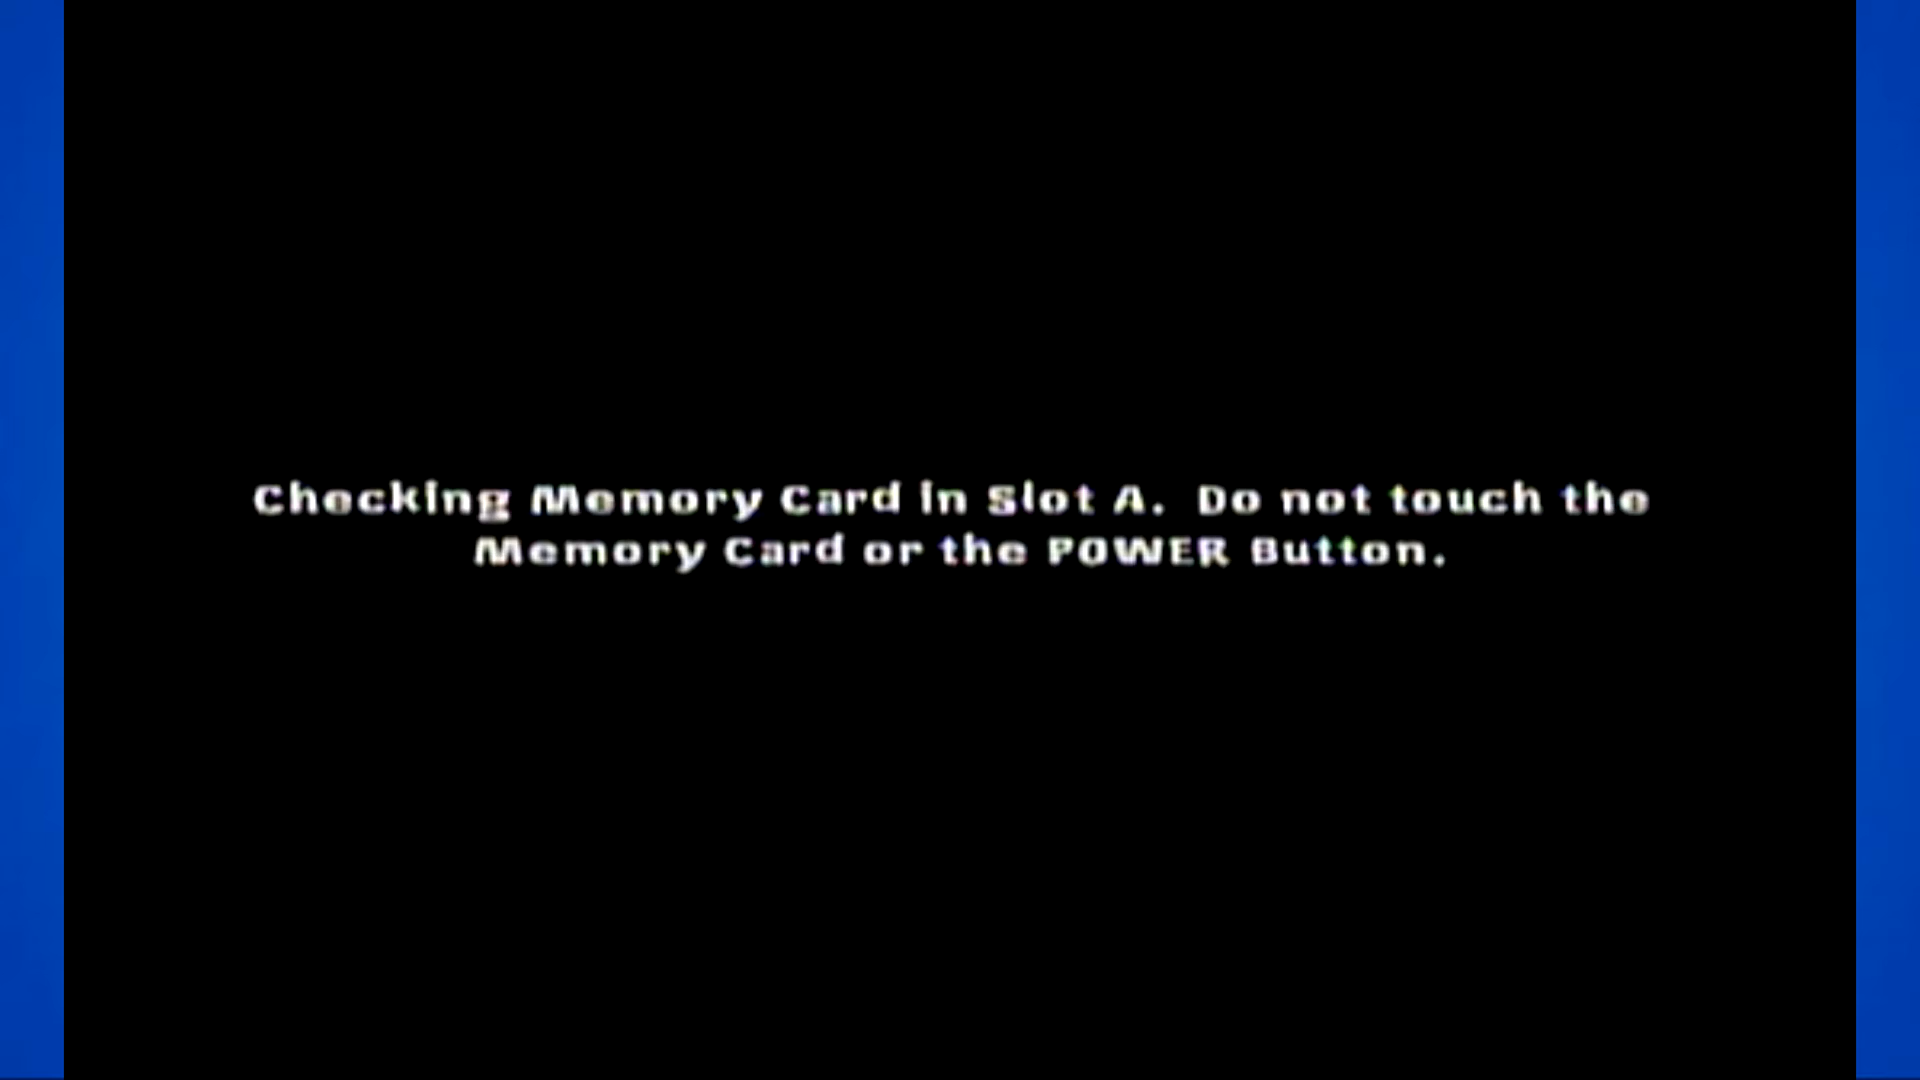 Checking Memory Card in Slot A.  Do not touch the
Memory Card or the POWER Button.